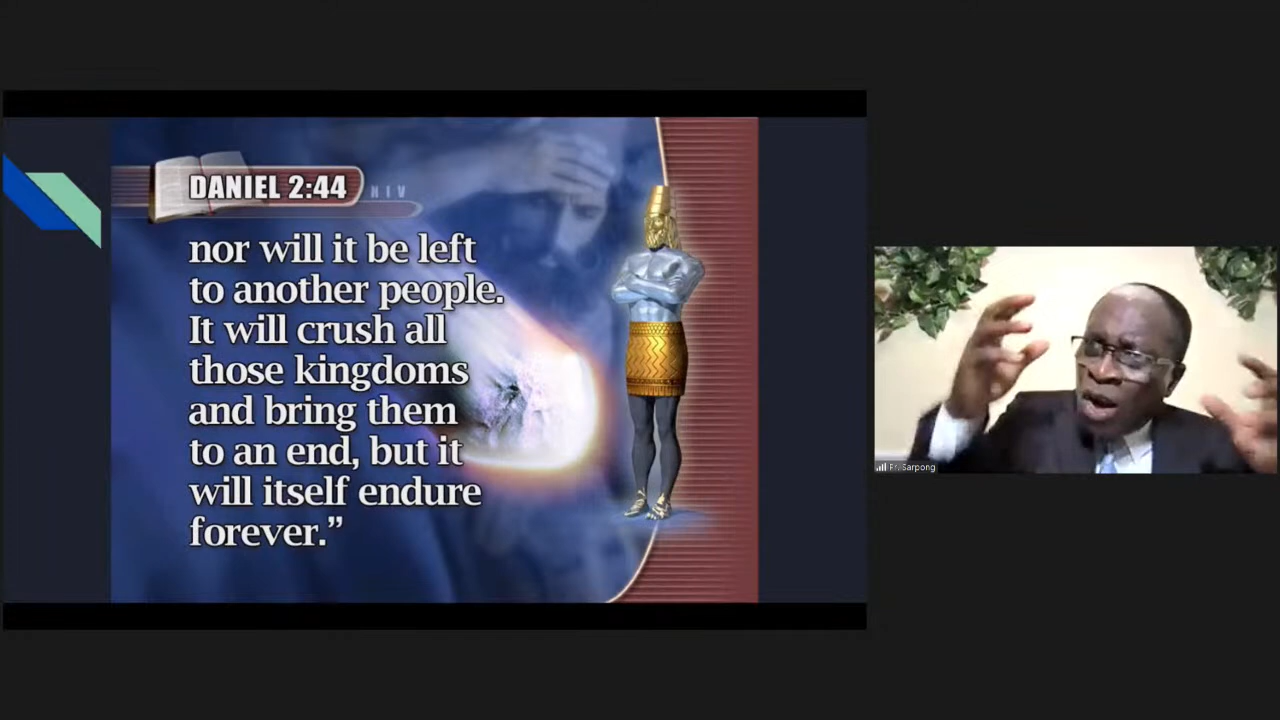 DANIEL 2:44
NIV
nor will it be left
to another people.
It will crush all
those kingdoms
and bring them
to an end, but it
will itself endure
forever.”
Pr. Sarpong